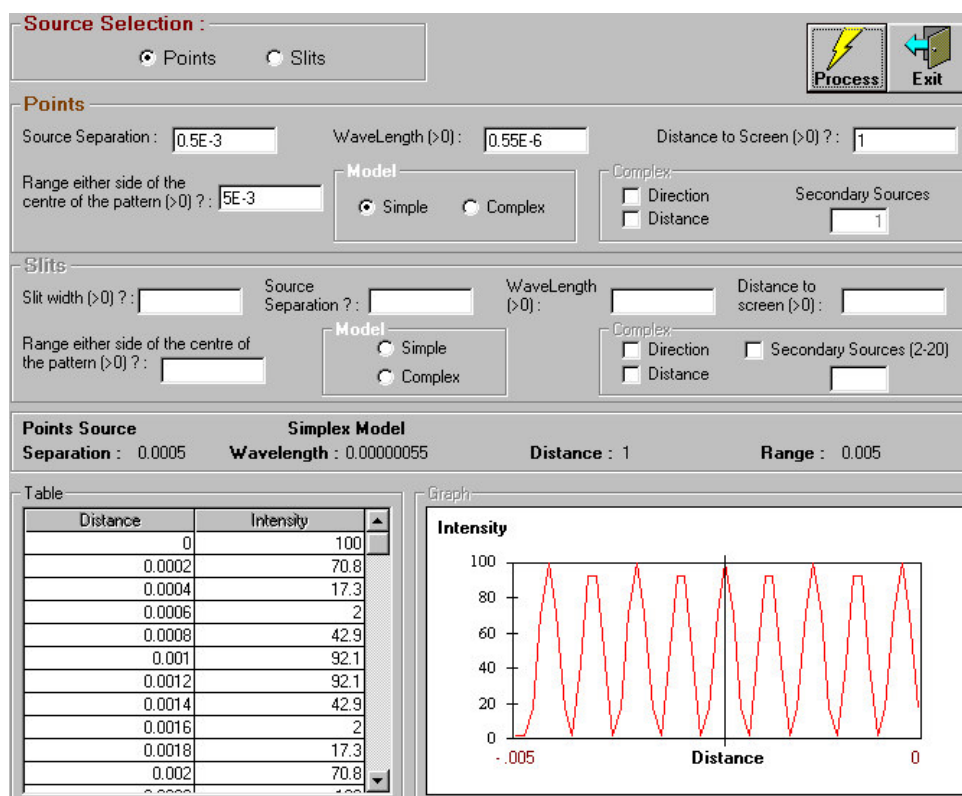 Source Selection :
Points Slits
Process Exit
Points
Source Separation : 0.5E-3 WaveLength (>0) : 0.55E-6 Distance to Screen (>0) ? : 1
Range either side of the
centre of the pattern (>0) ? : 5E-3
Model
Simple Complex
Complex
Direction
Distance
Secondary Sources
1
Slits
Slit width (>0) ? :
Source
Separation ? :
WaveLength
(>0) :
Distance to
screen (>0) :
Range either side of the centre of
the pattern (>0) ? :
Model
Simple
Complex
Complex
Direction
Distance
Secondary Sources (2-20)
Points Source Simplex Model
Separation : 0.0005 Wavelength : 0.00000055 Distance : 1 Range : 0.005
Table
Distance Intensity
0 100
0.0002 70.8
0.0004 17.3
0.0006 2
0.0008 42.9
0.001 92.1
0.0012 92.1
0.0014 42.9
0.0016 2
0.0018 17.3
0.002 70.8
Graph
Intensity
100
80
60
40
20
0
-.005 Distance 0